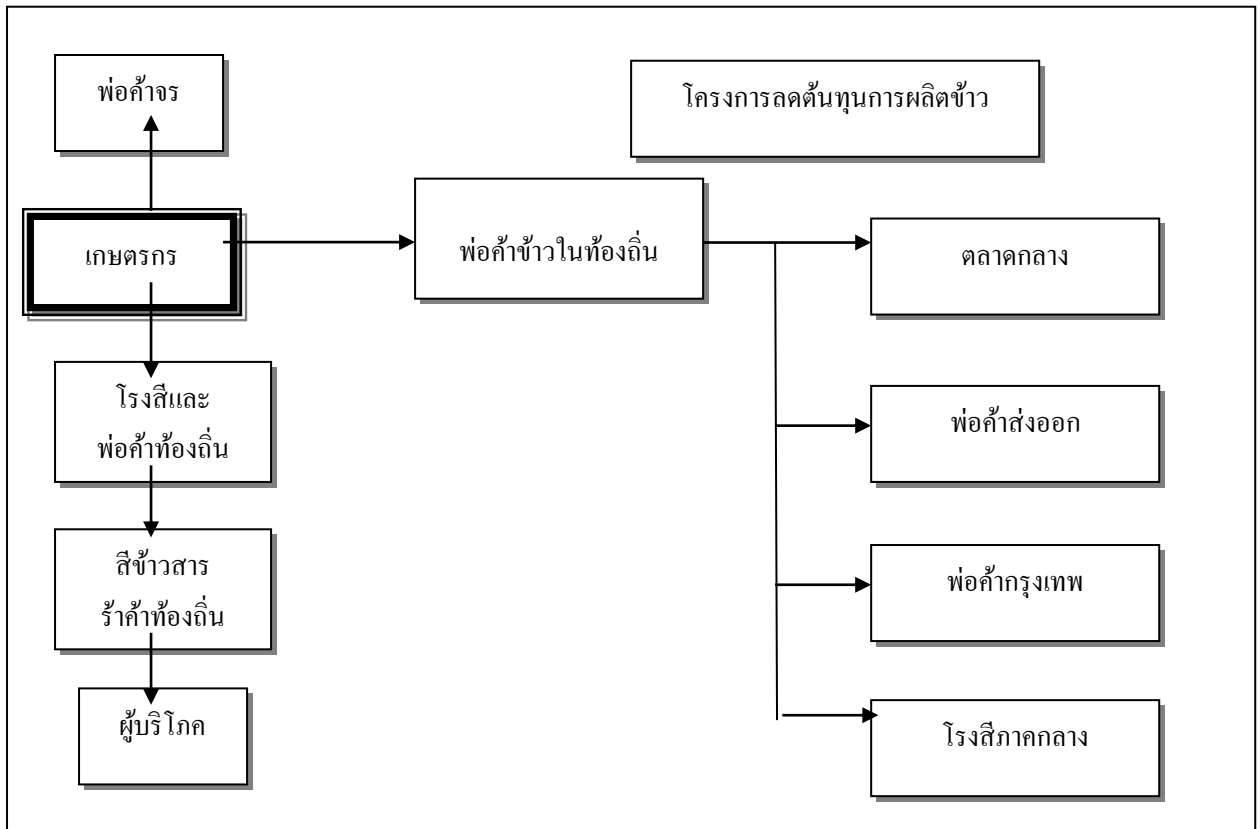 พ่อค้าจร
โครงการลดต้นทุนการผลิตข้าว
เกษตรกร
พ่อค้าข้าวในท้องถิ่น
ตลาดกลาง
โรงสีและ
พ่อค้าท้องถิ่น
พ่อค้าส่งออก
สีข้าวสาร
ร้าค้าท้องถิ่น
พ่อค้ากรุงเทพ
ผู้บริโภค
โรงสีภาคกลาง